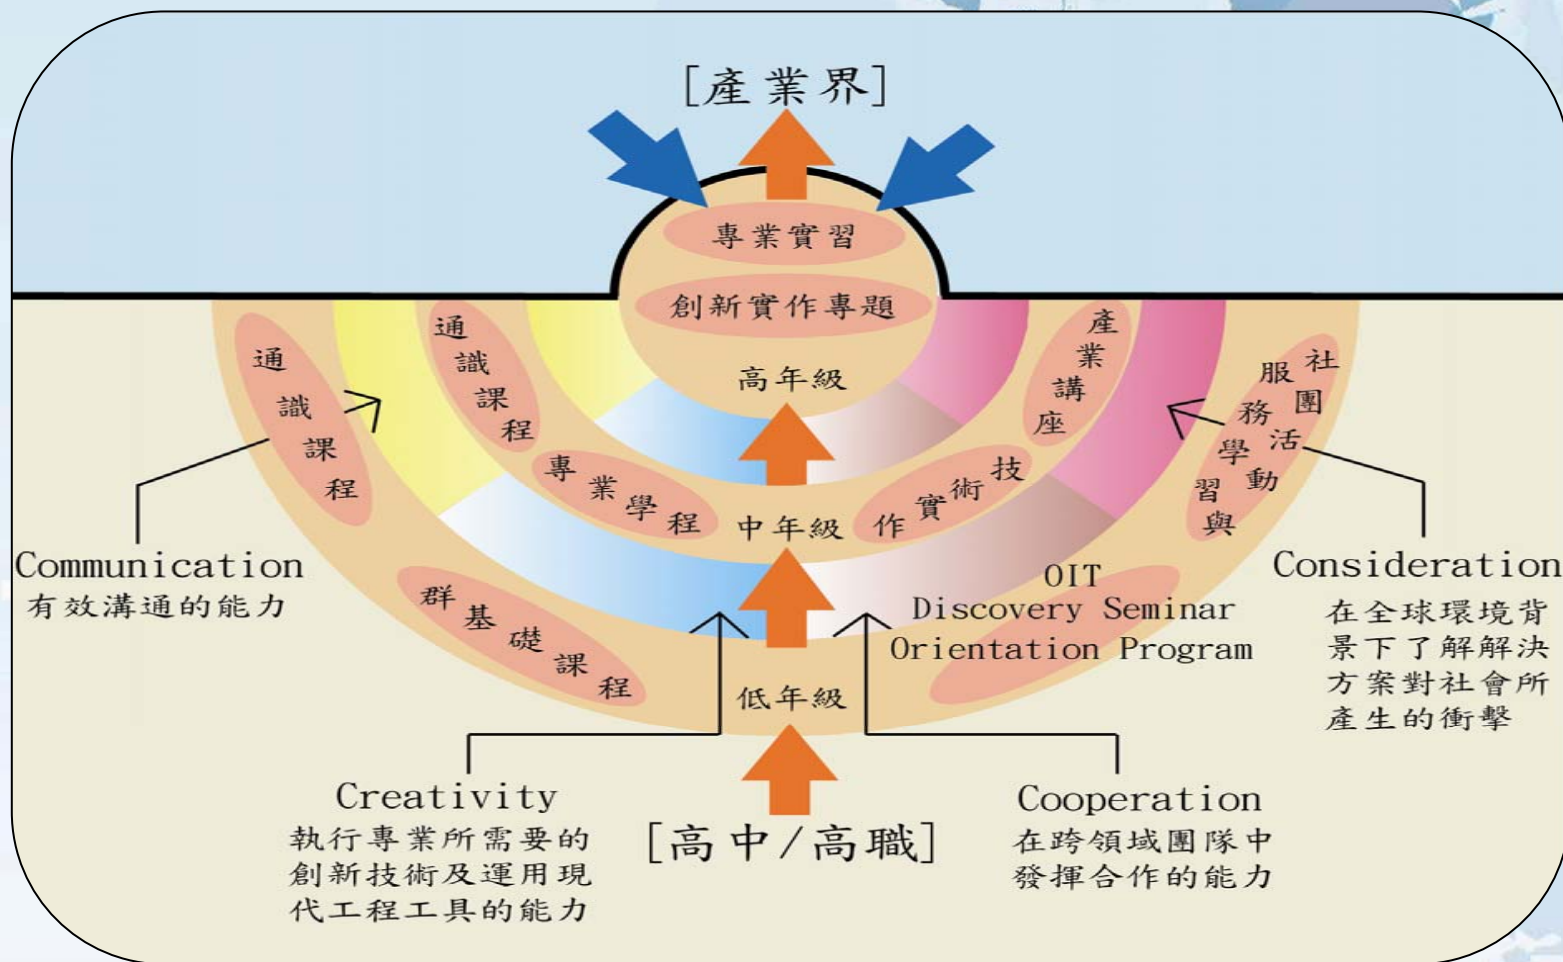 [產業界]
專業實習
創新實作專題
高年級
通識課程
通識課程
產業講座
社團活動與
服務學習
專業學程
中年級
技術實作
群基礎課程
低年級
OIT
Discovery Seminar
Orientation Program
Communication
有效溝通的能力
Consideration
在全球環境背
景下了解解決
方案對社會所
產生的衝擊
Creativity
執行專業所需要的
創新技術及運用現
代工程工具的能力
[高中/高職]
Cooperation
在跨領域團隊中
發揮合作的能力